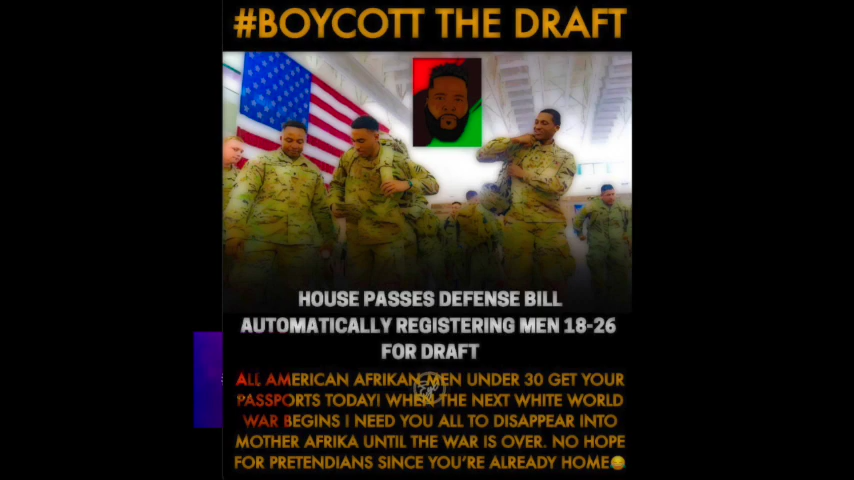 #BOYCOTT THE DRAFT
HOUSE PASSES DEFENSE BILL
AUTOMATICALLY REGISTERING MEN 18-26
FOR DRAFT
ALL AMERICAN AFRIKAN MEN UNDER 30 GET YOUR
PASSPORTS TODAY! WHEN THE NEXT WHITE WORLD
WAR BEGINS I NEED YOU ALL TO DISAPPEAR INTO
MOTHER AFRIKA UNTIL THE WAR IS OVER. NO HOPE
FOR PRETENDIANS SINCE YOU'RE ALREADY HOME😂